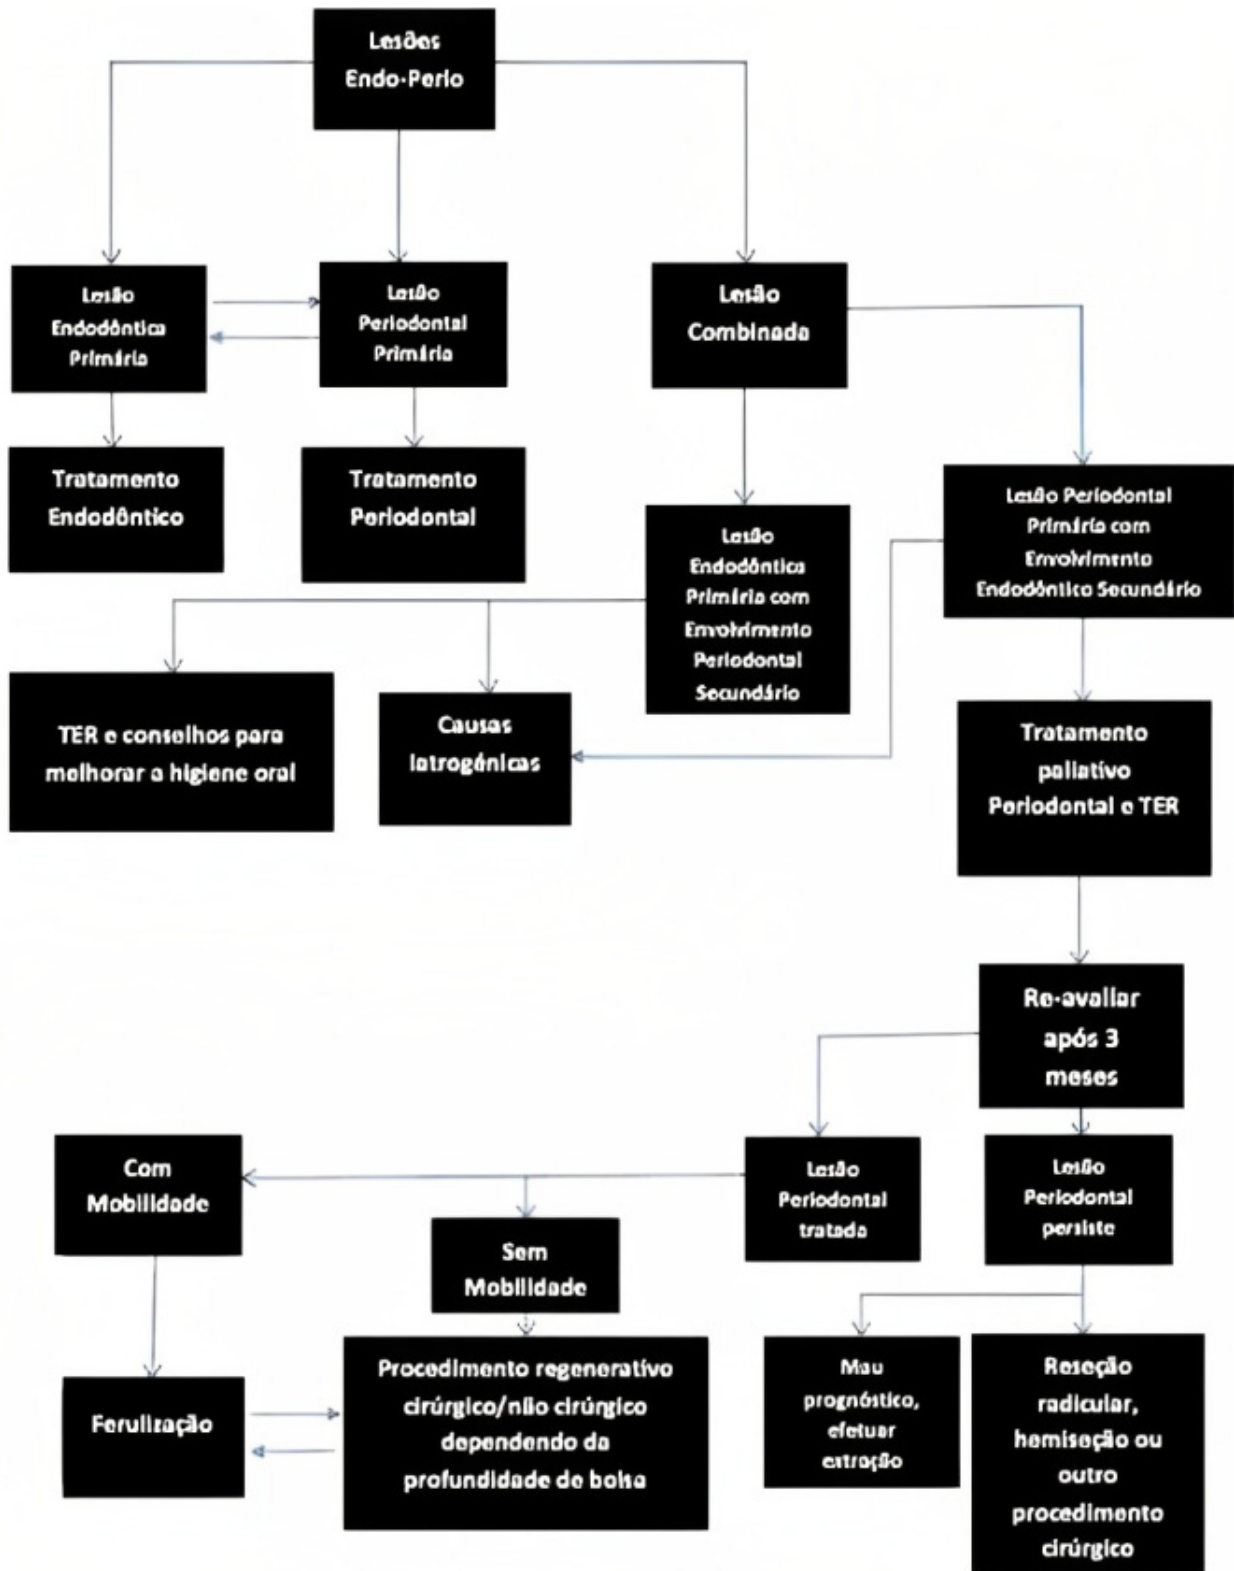 Lesões
Endo-Perio
Lesão
Endodôntica
Primária
Lesão
Periodontal
Primária
Lesão
Combinada
Tratamento
Endodôntico
Tratamento
Periodontal
Lesão
Endodôntica
Primária com
Envolvimento
Periodontal
Secundário
Lesão Periodontal
Primária com
Envolvimento
Endodôntico Secundário
TER e conselhos para
melhorar a higiene oral
Causas
Iatrogénicas
Tratamento
paliativo
Periodontal e TER
Re-avaliar
após 3
meses
Com
Mobilidade
Sem
Mobilidade
Lesão
Periodontal
tratada
Lesão
Periodontal
persiste
Ferulização
Procedimento regenerativo
cirúrgico/não cirúrgico
dependendo da
profundidade de bolsa
Mau
prognóstico,
efetuar
extração
Reseção
radicular,
hemiseção ou
outro
procedimento
cirúrgico